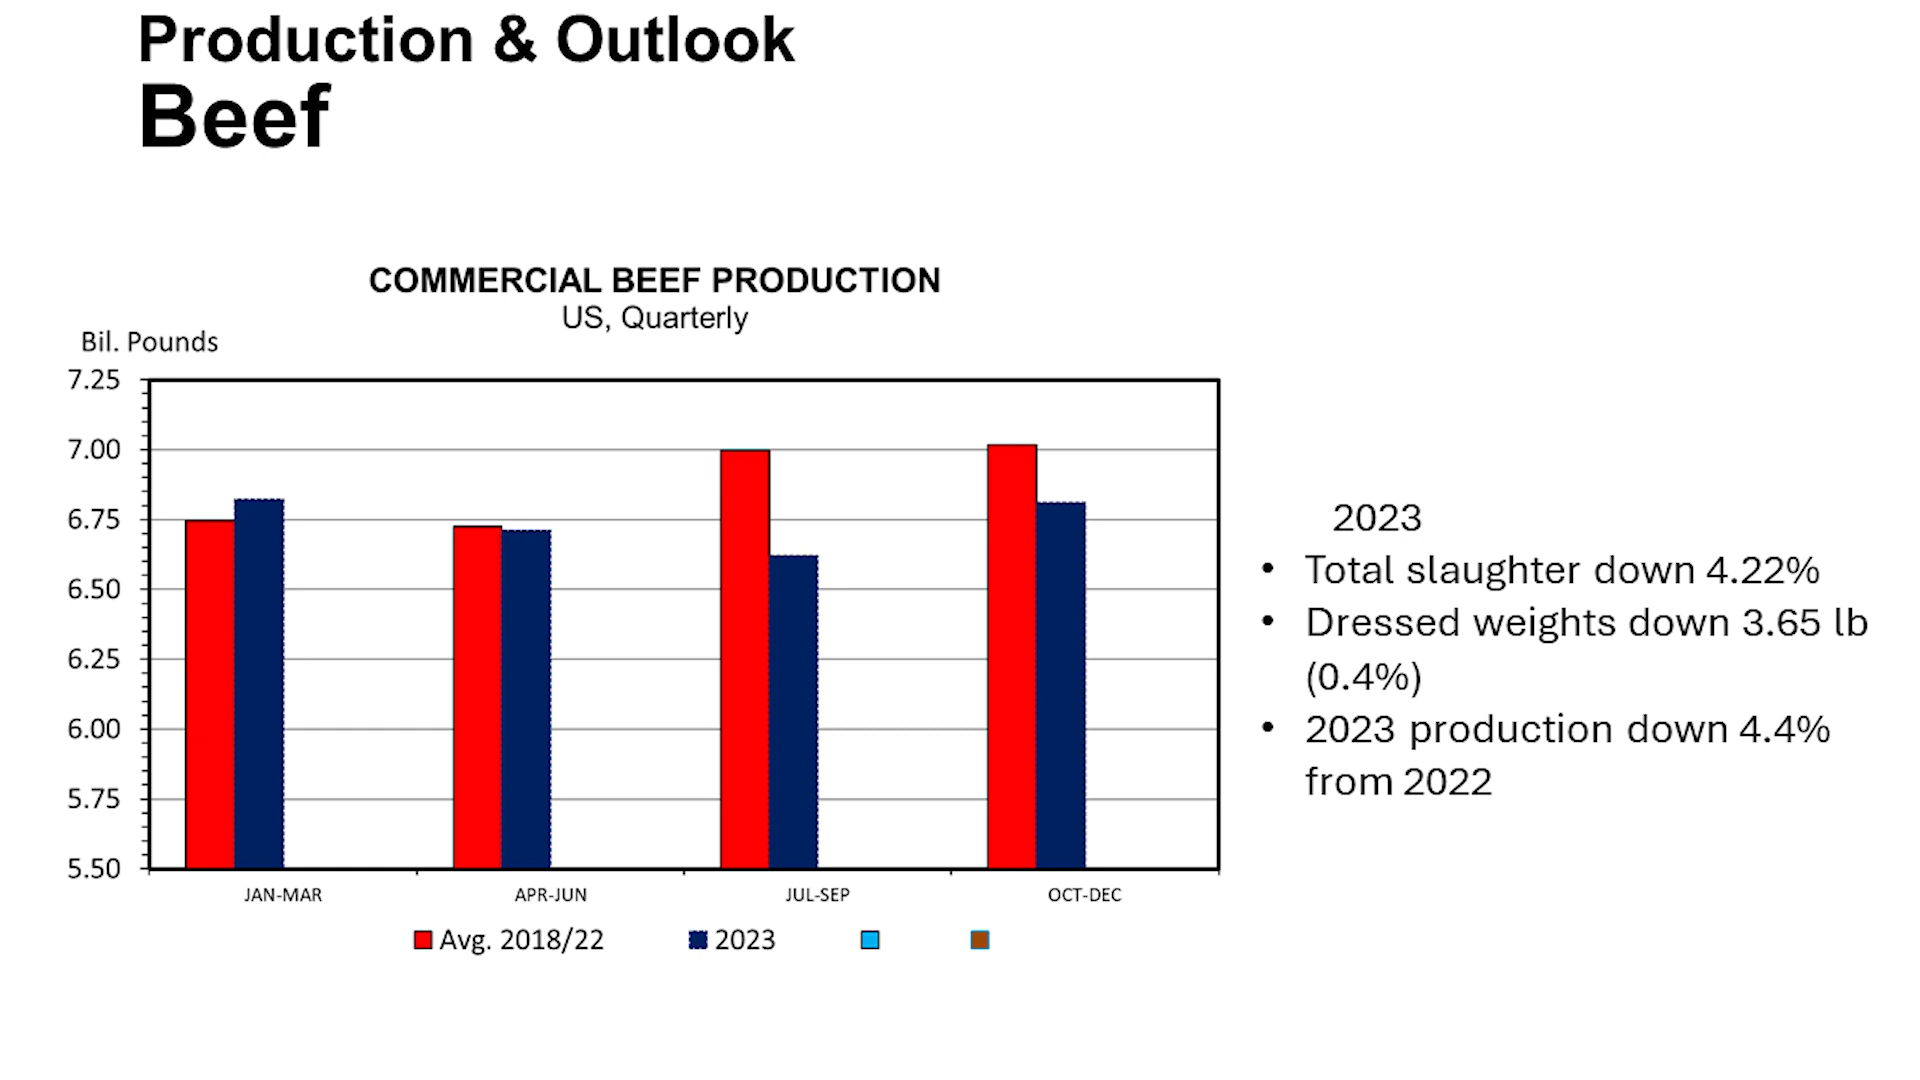 Production & Outlook
Beef
COMMERCIAL BEEF PRODUCTION
US, Quarterly
Bil. Pounds
7.25
7.00
6.75
6.50
6.25
6.00
5.75
5.50
JAN-MAR APR-JUN JUL-SEP OCT-DEC
Avg. 2018/22 2023
2023
• Total slaughter down 4.22%
• Dressed weights down 3.65 lb
(0.4%)
• 2023 production down 4.4%
from 2022